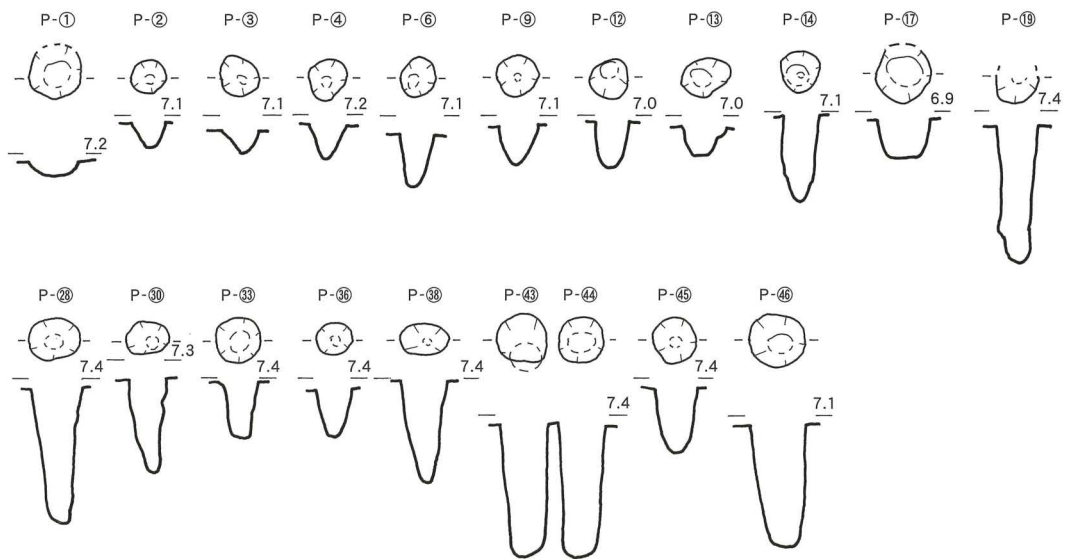 P-① P-② P-③ P-④ P-⑥ P-⑨ P-⑫ P-⑬ P-⑭ P-⑰ P-⑲
7.2 7.1 7.1 7.2 7.1 7.1 7.0 7.0 7.1 6.9 7.4
P-㉘ P-㉚ P-㉝ P-㊱ P-㊳ P-㊸ P-㊹ P-㊺ P-㊻
7.4 7.3 7.4 7.4 7.4 7.4 7.4 7.1